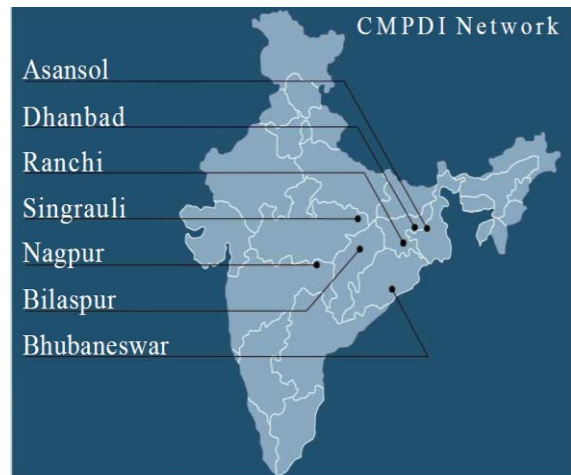 CMPDI Network
Asansol
Dhanbad
Ranchi
Singrauli
Nagpur
Bilaspur
Bhubaneswar